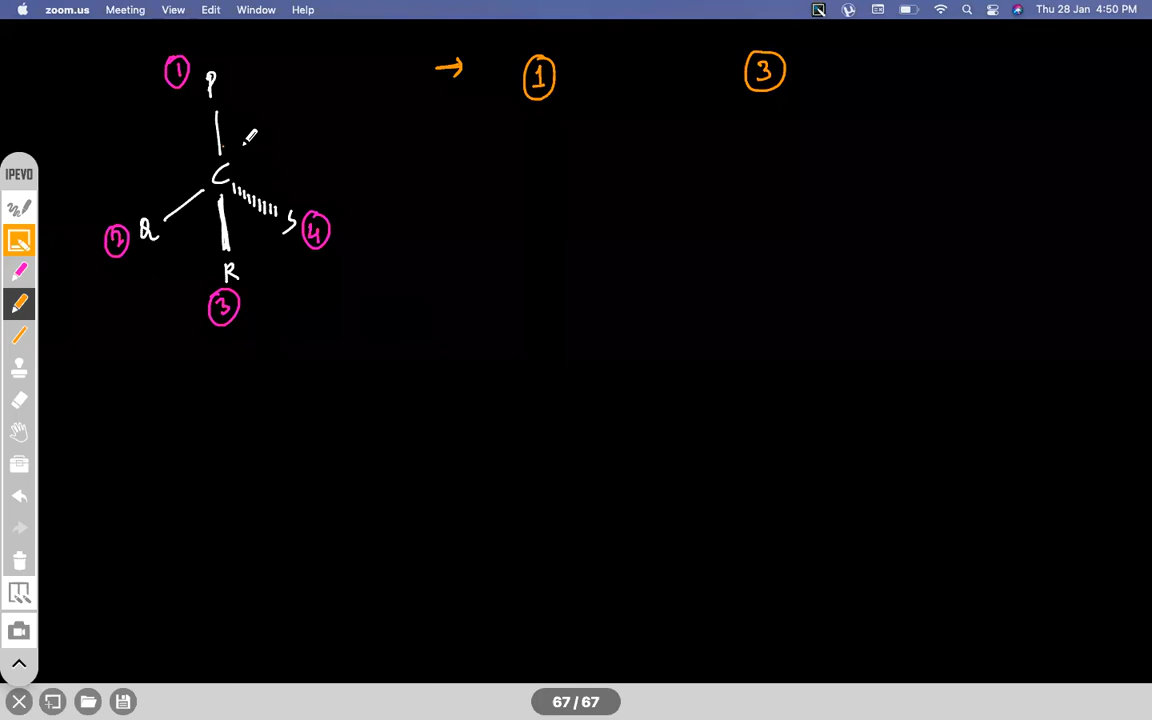 zoom.us Meeting View Edit Window Help Thu 28 Jan 4:50 PM
① P → ① ③
IPEVO
C
② Q S ④
R
③
67/67